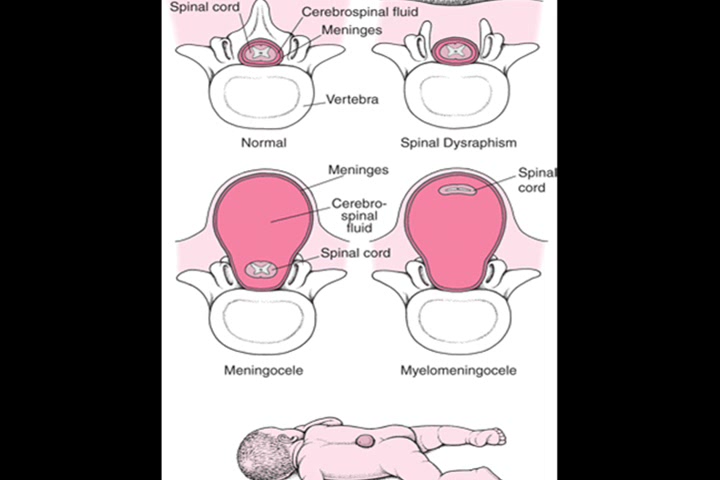 Spinal cord
Cerebrospinal fluid
Meninges
Vertebra
Normal
Spinal Dysraphism
Meninges
Cerebro-
spinal
fluid
Spinal cord
Spinal
cord
Meningocele
Myelomeningocele